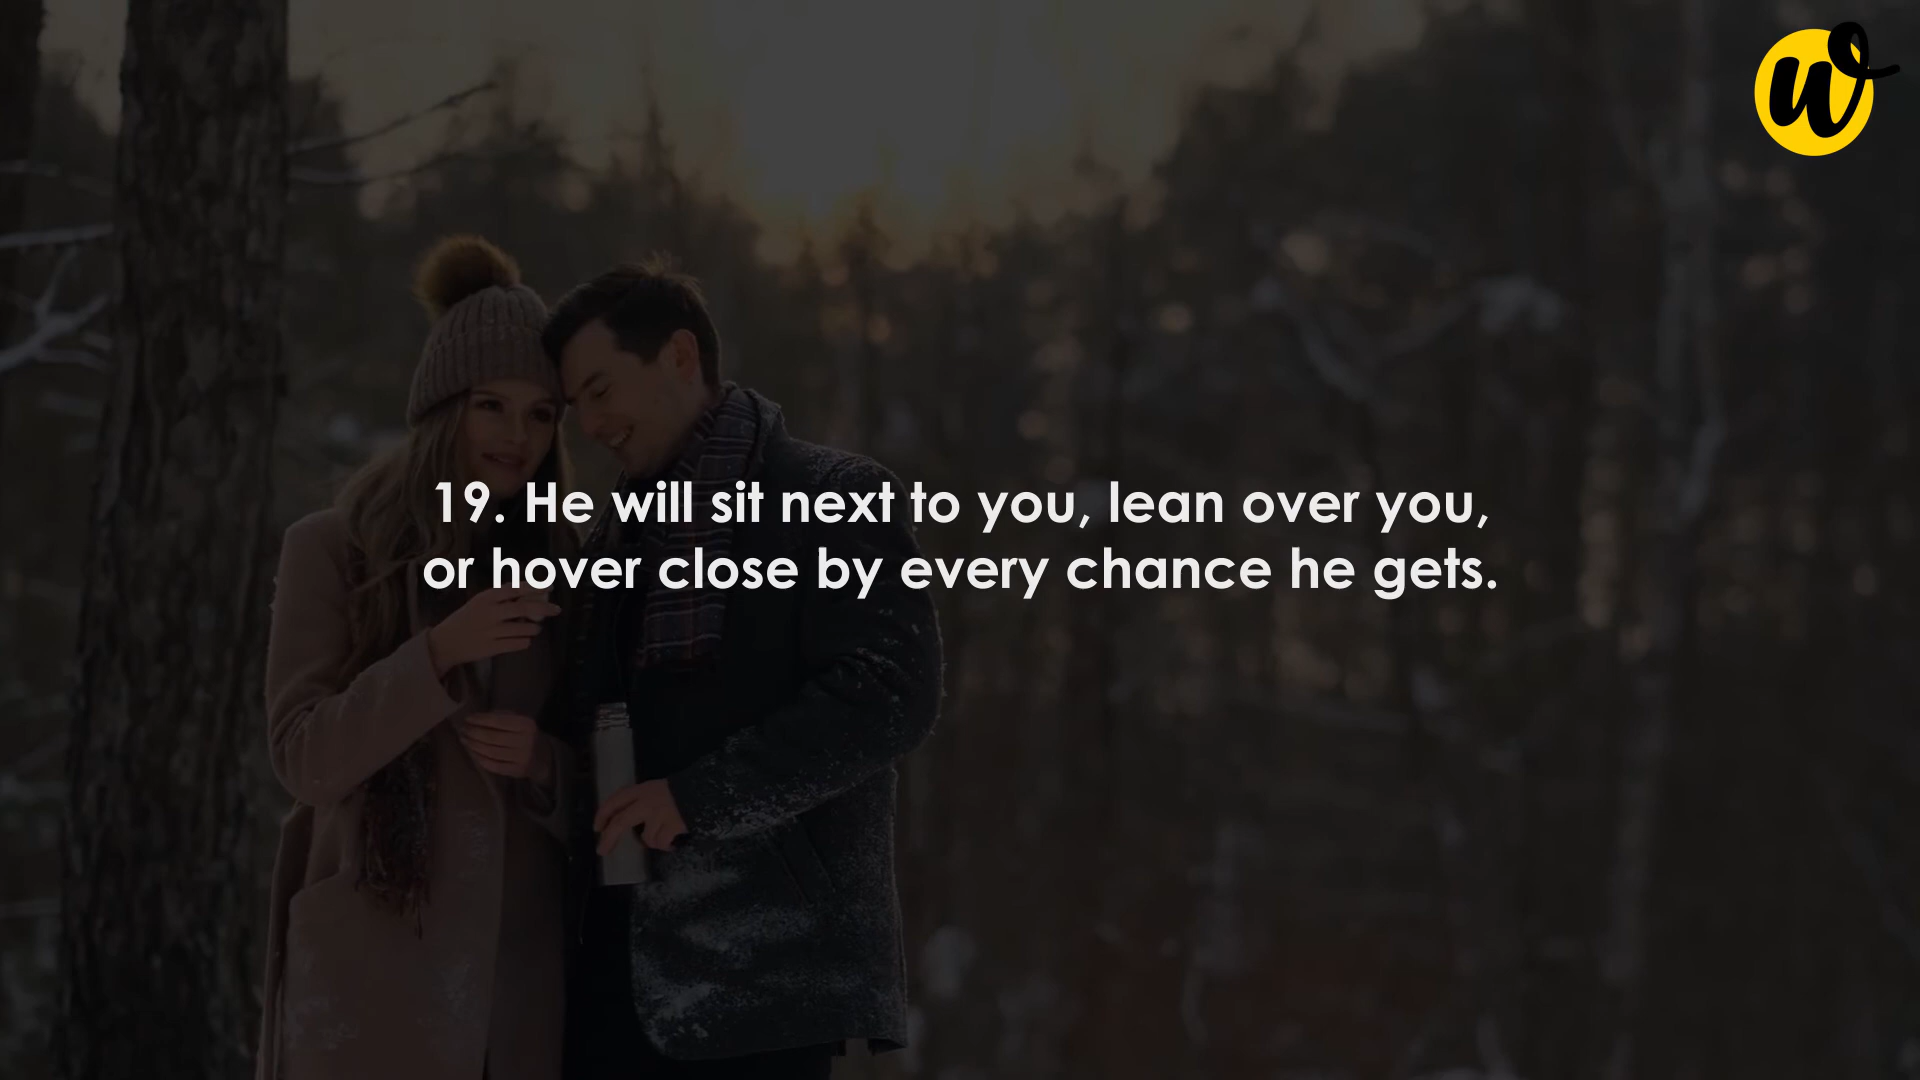 19. He will sit next to you, lean over you,
or hover close by every chance he gets.
w